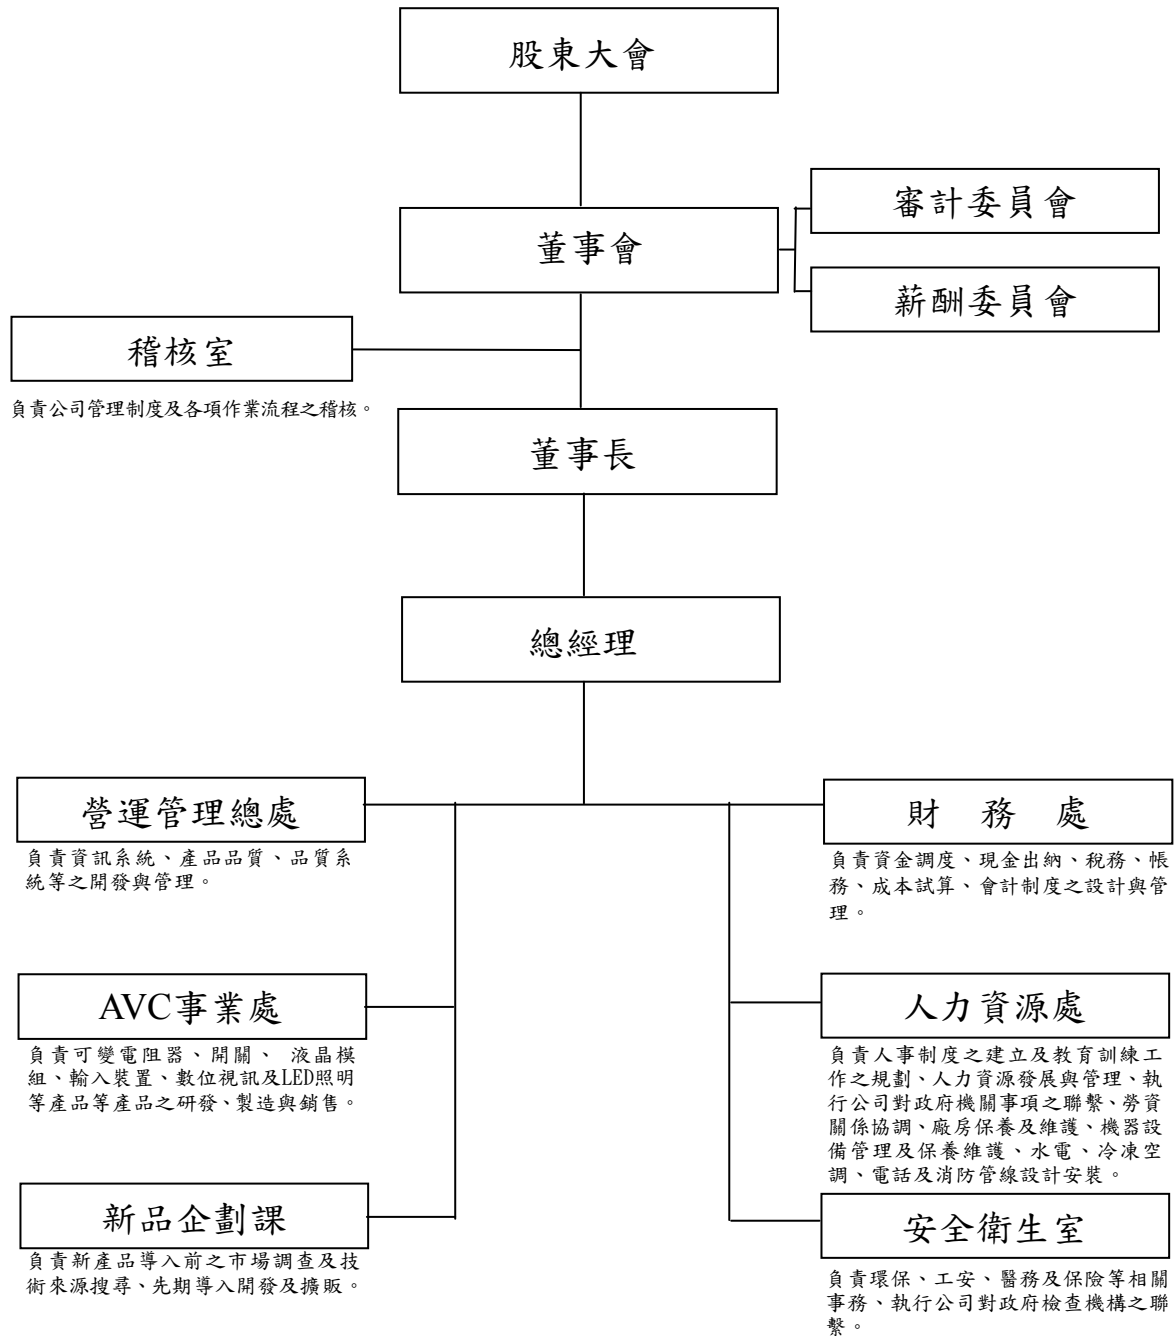 股東大會
審計委員會
董事會
薪酬委員會
稽核室
負責公司管理制度及各項作業流程之稽核。
董事長
總經理
營運管理總處
負責資訊系統、產品品質、品質系
統等之開發與管理。
財 務 處
負責資金調度、現金出納、稅務、帳
務、成本試算、會計制度之設計與管
理。
AVC事業處
負責可變電阻器、開關、 液晶模
組、輸入裝置、數位視訊及LED照明
等產品等產品之研發、製造與銷售。
人力資源處
負責人事制度之建立及教育訓練工
作之規劃、人力資源發展與管理、執
行公司對政府機關事項之聯繫、勞資
關係協調、廠房保養及維護、機器設
備管理及保養維護、水電、冷凍空
調、電話及消防管線設計安裝。
新品企劃課
負責新產品導入前之市場調查及技
術來源搜尋、先期導入開發及擴販。
安全衛生室
負責環保、工安、醫務及保險等相關
事務、執行公司對政府檢查機構之聯
繫。